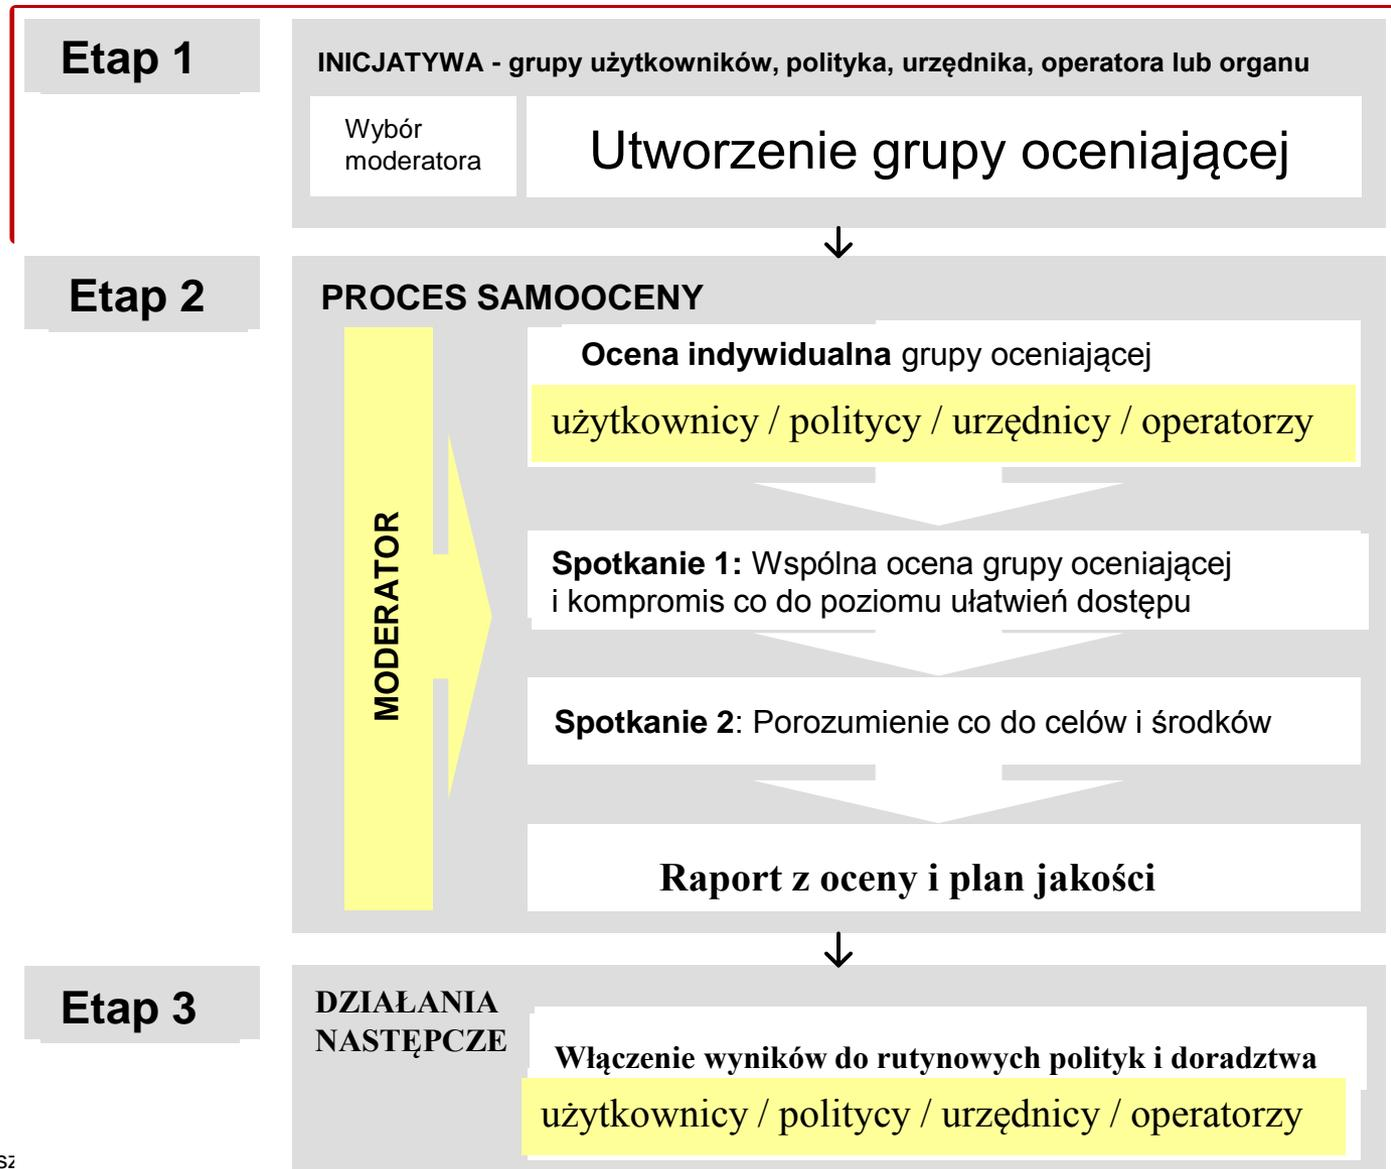 Etap 1
INICJATYWA - grupy użytkowników, polityka, urzędnika, operatora lub organu
Wybór
moderatora
Utworzenie grupy oceniającej
Etap 2
PROCES SAMOOCENY
MODERATOR
Ocena indywidualna grupy oceniającej
użytkownicy / politycy / urzędnicy / operatorzy
Spotkanie 1: Wspólna ocena grupy oceniającej
i kompromis co do poziomu ułatwień dostępu
Spotkanie 2: Porozumienie co do celów i środków
Raport z oceny i plan jakości
Etap 3
DZIAŁANIA
NASTĘPCZE
Włączenie wyników do rutynowych polityk i doradztwa
użytkownicy / politycy / urzędnicy / operatorzy